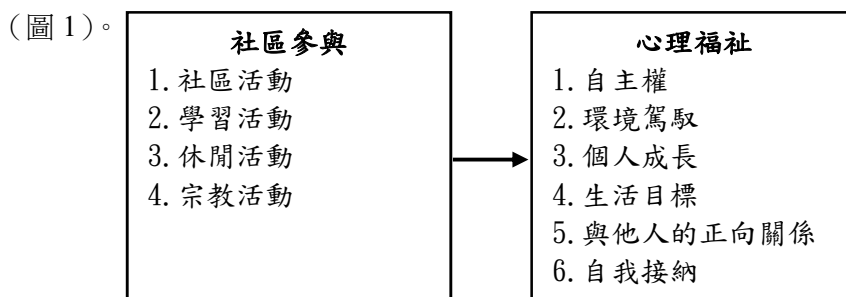 （圖 1）。
社區參與
1.社區活動
2.學習活動
3.休閒活動
4.宗教活動
心理福祉
1.自主權
2.環境駕馭
3.個人成長
4.生活目標
5.與他人的正向關係
6.自我接納